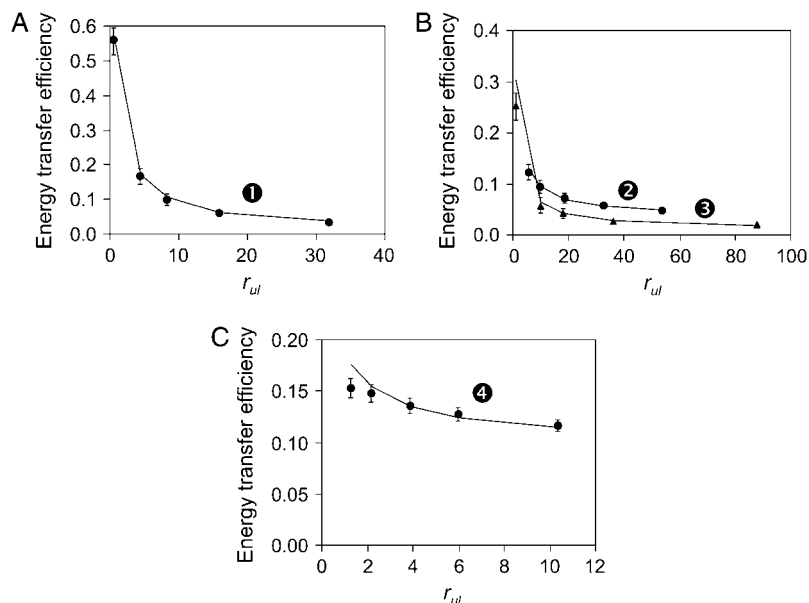 A
Energy transfer efficiency
0.6
0.5
0.4
0.3
0.2
0.1
0.0
0 10 20 30 40
r_ul
1
B
Energy transfer efficiency
0.4
0.3
0.2
0.1
0.0
0 20 40 60 80 100
r_ul
2
3
C
Energy transfer efficiency
0.20
0.15
0.10
0.05
0.00
0 2 4 6 8 10 12
r_ul
4